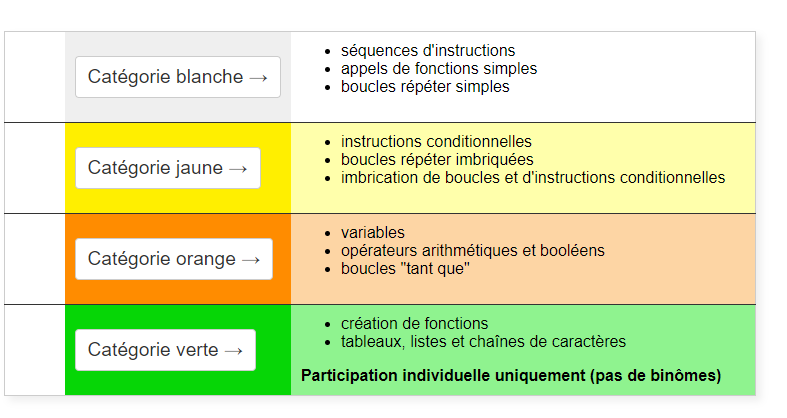 Catégorie blanche →
• séquences d'instructions
• appels de fonctions simples
• boucles répéter simples
Catégorie jaune →
• instructions conditionnelles
• boucles répéter imbriquées
• imbrication de boucles et d'instructions conditionnelles
Catégorie orange →
• variables
• opérateurs arithmétiques et booléens
• boucles "tant que"
Catégorie verte →
• création de fonctions
• tableaux, listes et chaînes de caractères
Participation individuelle uniquement (pas de binômes)